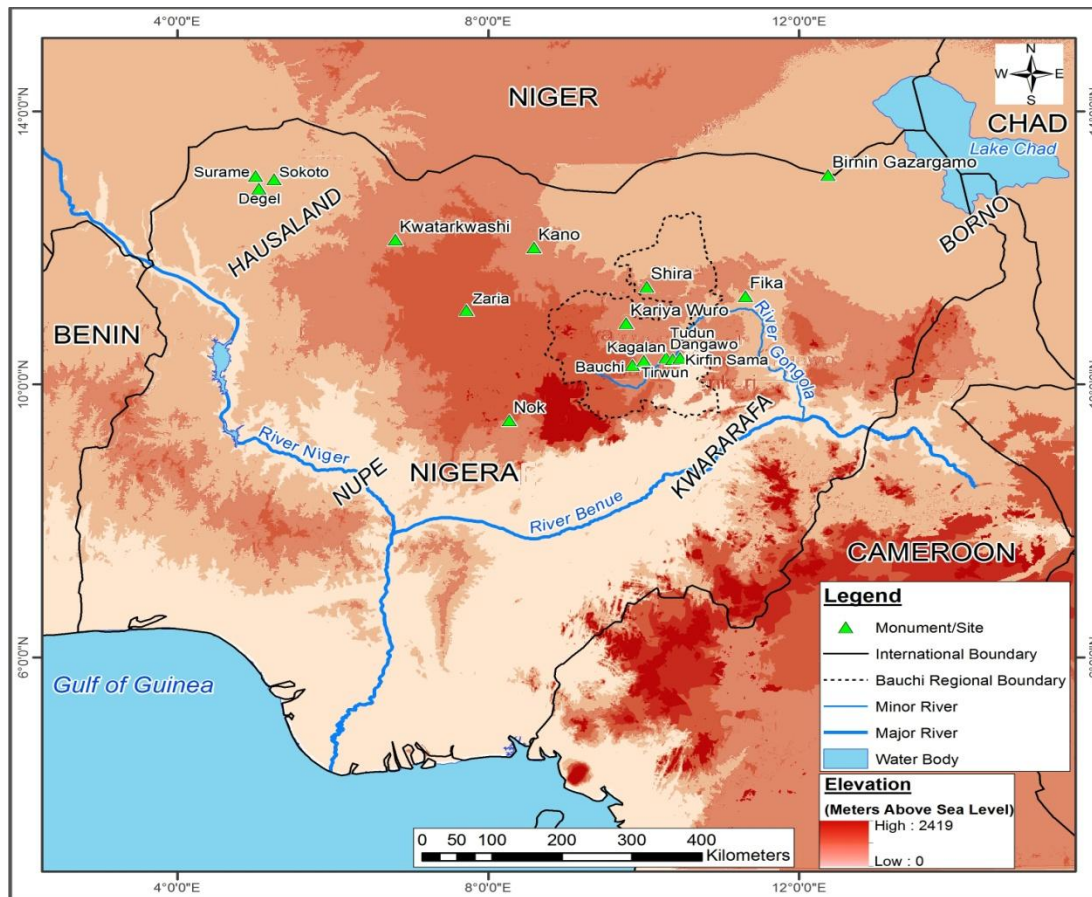 4°0'0"E 8°0'0"E 12°0'0"E
N
W E
S
14°0'0"N
NIGER
CHAD
Lake Chad
Birnin Gazargamo
Surame
Sokoto
Degel
HAUSALAND
BORNO
Kwatarkwashi
Kano
Shira
Fika
Zaria
Kariya Wuro
BENIN
Tudun
Dangawo
Kagalan
Kirfin Sama
Bauchi
Tirwun
River Gongola
10°0'0"N
Nok
KWARARAFA
River Niger
NUPE
NIGERA
River Benue
CAMEROON
6°0'0"N
Gulf of Guinea
Legend
Monument/Site
International Boundary
Bauchi Regional Boundary
Minor River
Major River
Water Body
Elevation
(Meters Above Sea Level)
High : 2419
Low : 0
0 50 100 200 300 400
Kilometers
4°0'0"E 8°0'0"E 12°0'0"E